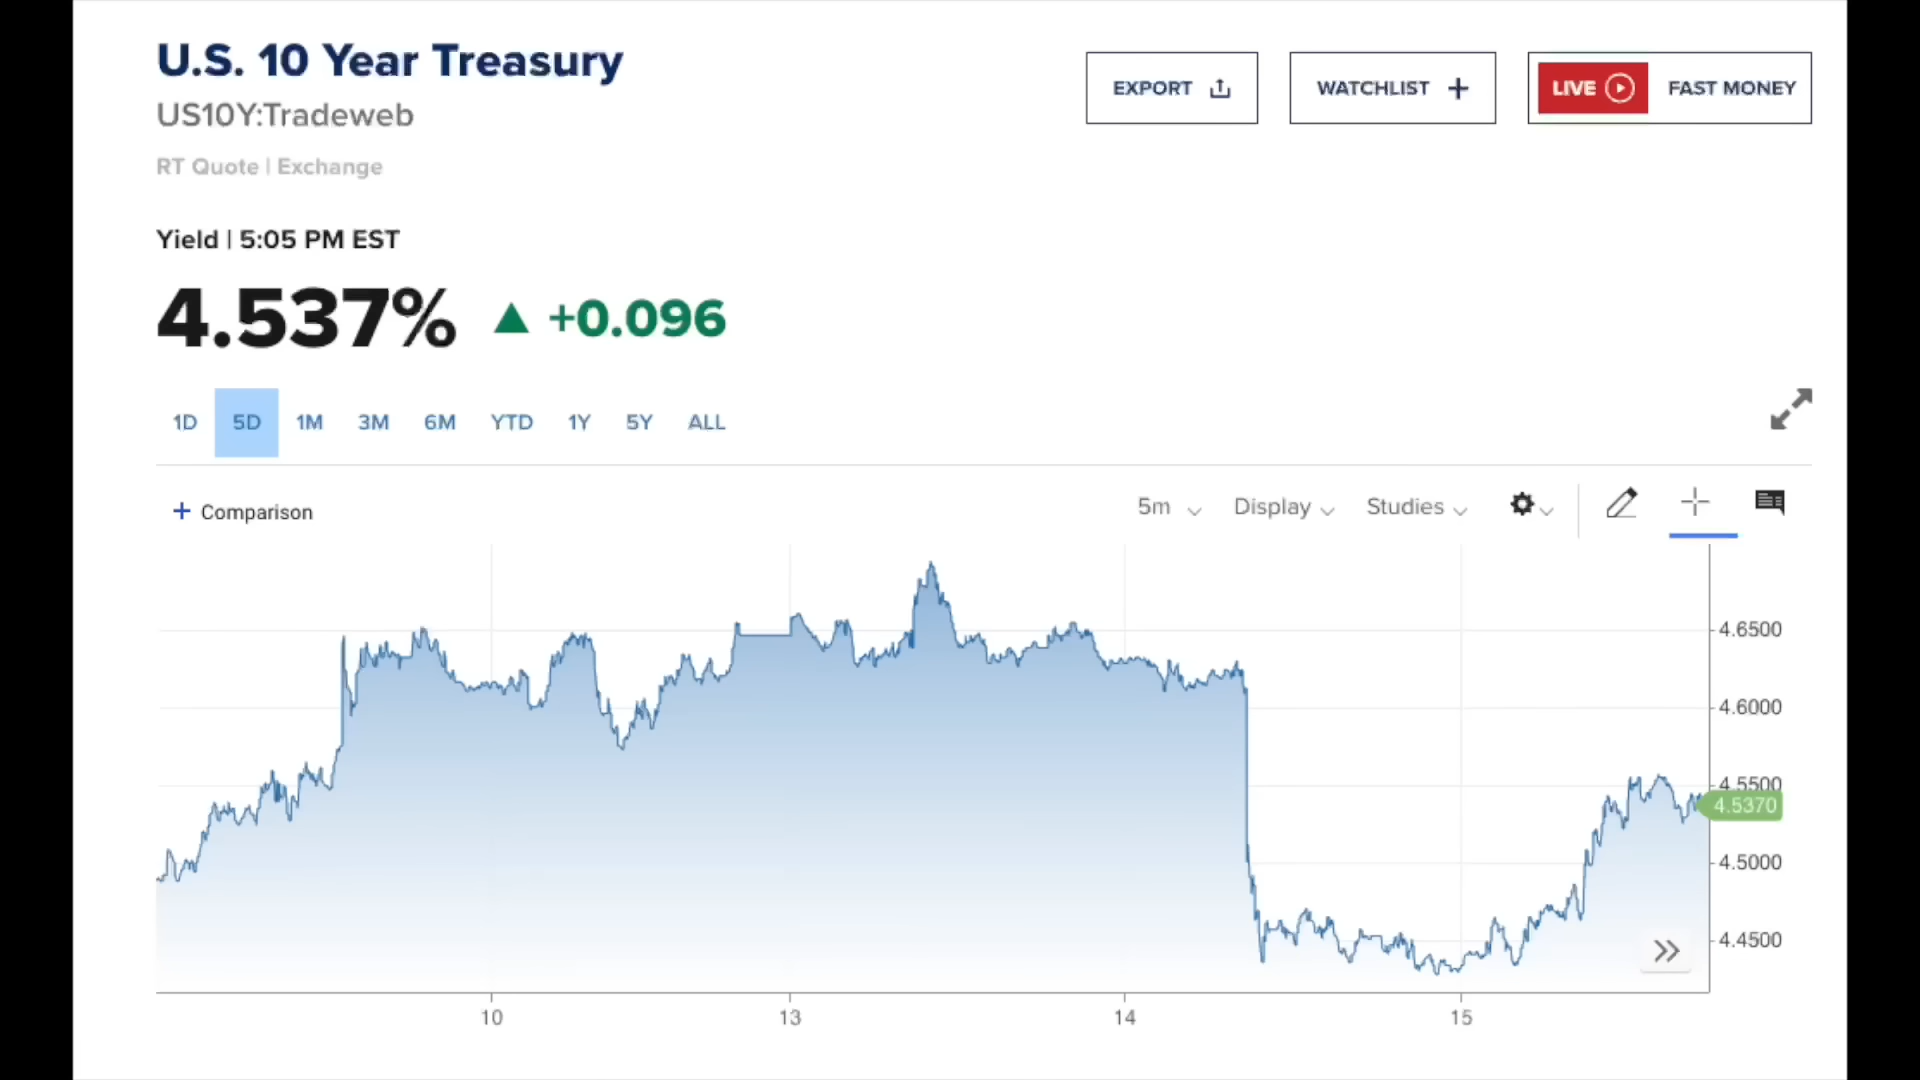 U.S. 10 Year Treasury
US10Y:Tradeweb
RT Quote | Exchange
EXPORT
WATCHLIST +
LIVE FAST MONEY
Yield | 5:05 PM EST
4.537% ▲ +0.096
1D 5D 1M 3M 6M YTD 1Y 5Y ALL
+ Comparison
5m Display Studies
4.6500
4.6000
4.5500
4.5370
4.5000
4.4500
10 13 14 15